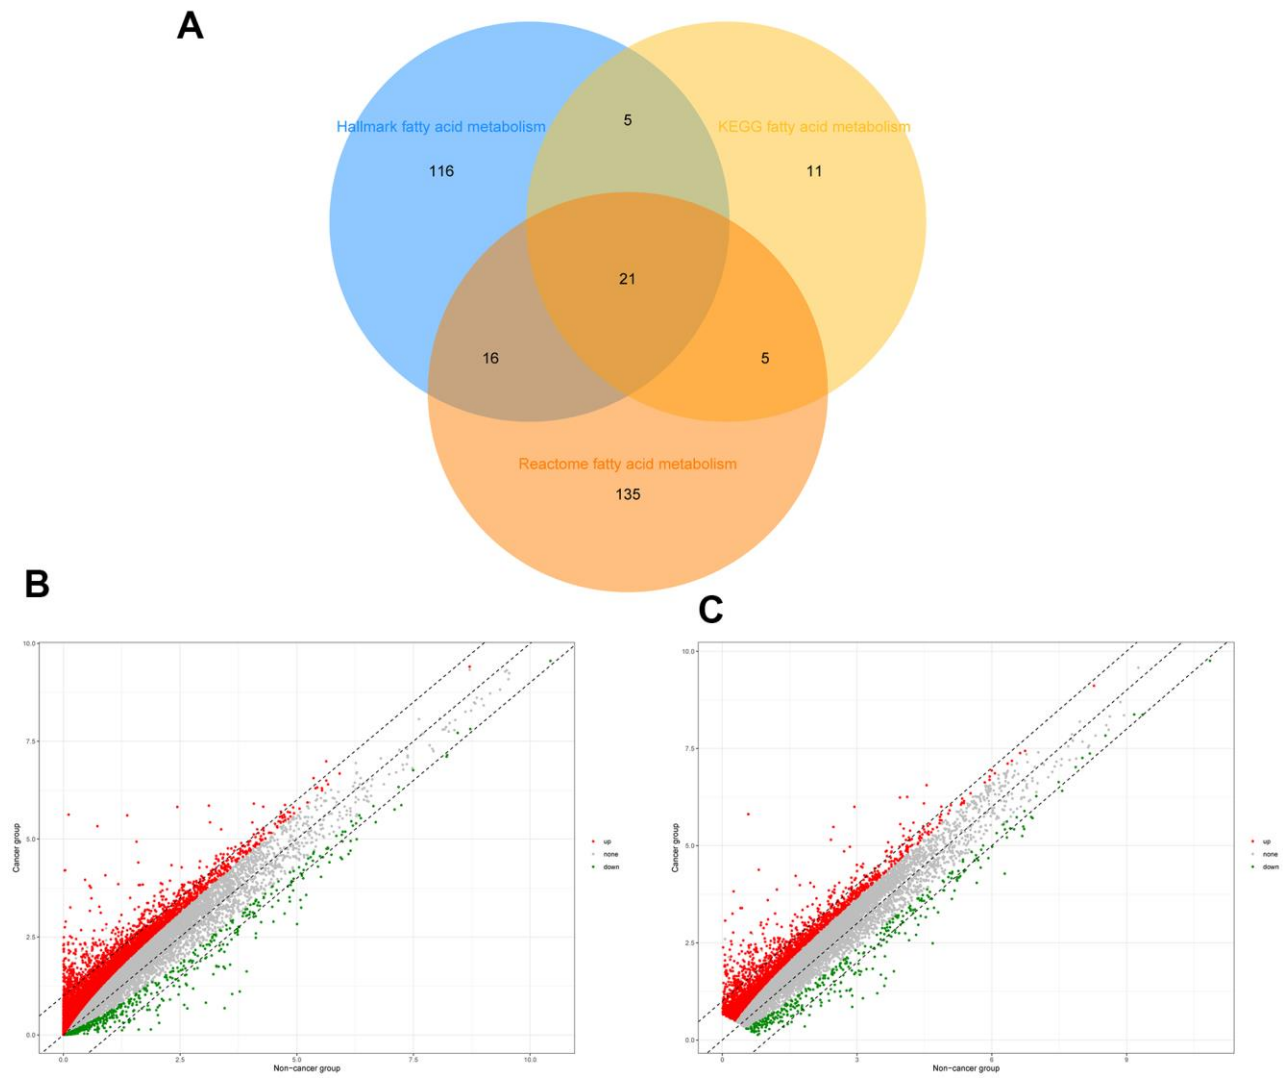 A
5
Hallmark fatty acid metabolism
KEGG fatty acid metabolism
116
11
21
16
5
Reactome fatty acid metabolism
135
B
10.0
7.5
5.0
2.5
0.0
Cancer group
0.0
2.5
5.0
7.5
10.0
Non-cancer group
up
none
down
C
10.0
7.5
5.0
2.5
0.0
Cancer group
0
3
6
9
Non-cancer group
up
none
down